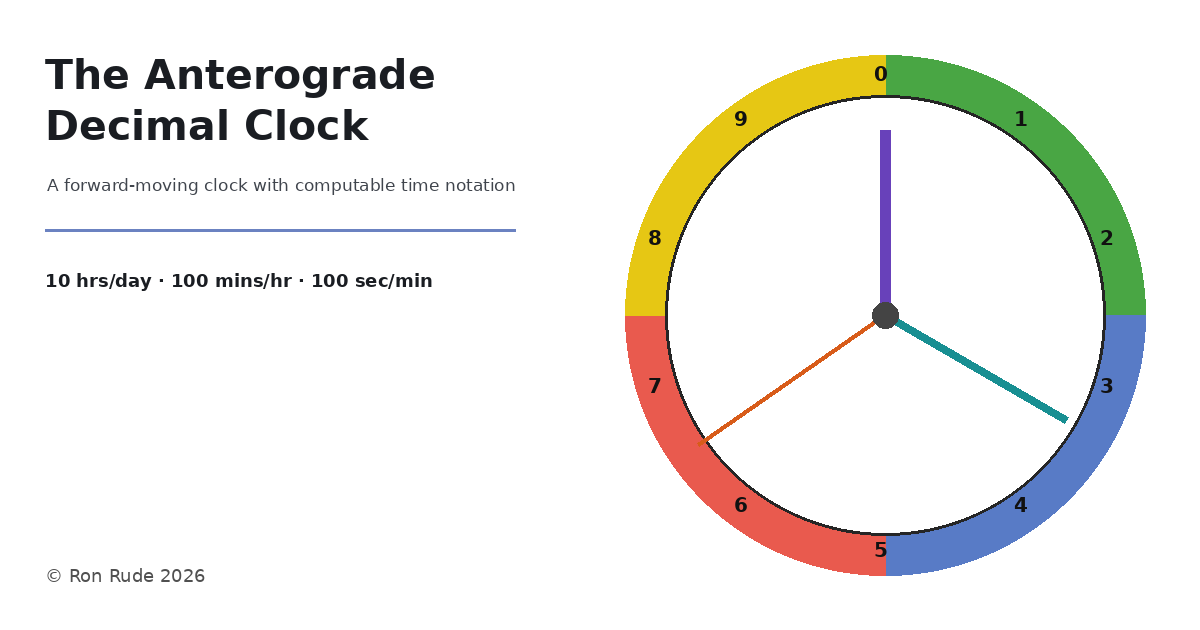 The Anterograde
Decimal Clock
A forward-moving clock with computable time notation
10 hrs/day · 100 mins/hr · 100 sec/min
© Ron Rude 2026
0
1
2
3
4
5
6
7
8
9